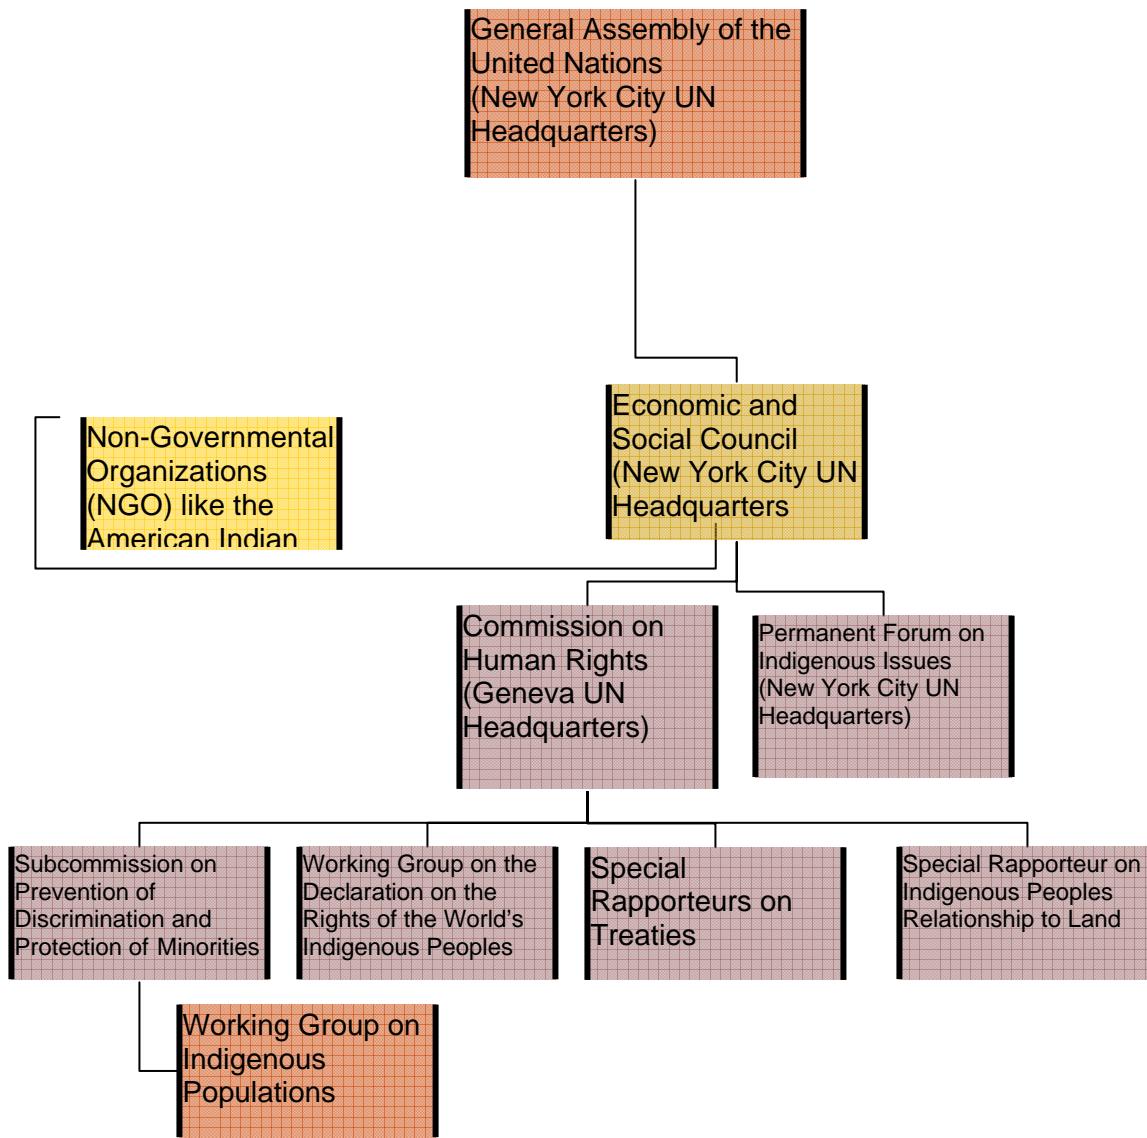 General Assembly of the
United Nations
(New York City UN
Headquarters)
Economic and
Social Council
(New York City UN
Headquarters
Non-Governmental
Organizations
(NGO) like the
American Indian
Commission on
Human Rights
(Geneva UN
Headquarters)
Permanent Forum on
Indigenous Issues
(New York City UN
Headquarters)
Subcommission on
Prevention of
Discrimination and
Protection of Minorities
Working Group on the
Declaration on the
Rights of the World's
Indigenous Peoples
Special
Rapporteurs on
Treaties
Special Rapporteur on
Indigenous Peoples
Relationship to Land
Working Group on
Indigenous
Populations